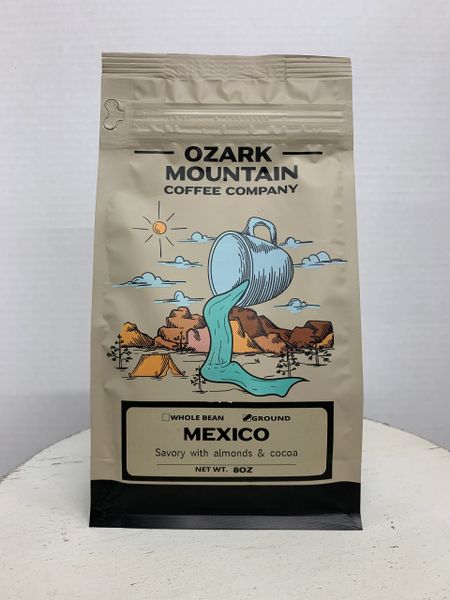 OZARK
MOUNTAIN
COFFEE COMPANY
WHOLE BEAN GROUND
MEXICO
Savory with almonds & cocoa
NET WT. 8OZ